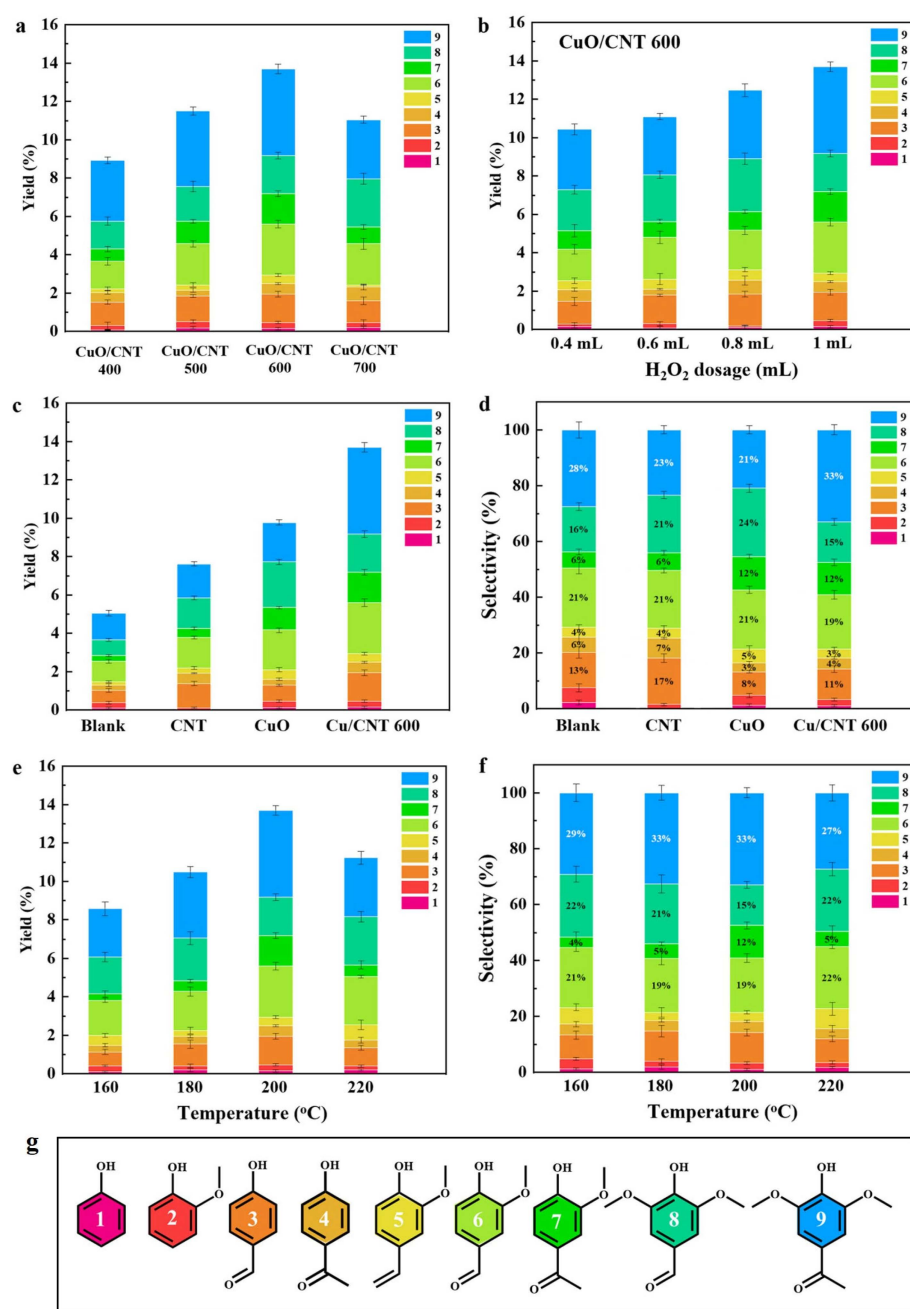 a
Yield (%)
16
14
12
10
8
6
4
2
0
CuO/CNT 400
CuO/CNT 500
CuO/CNT 600
CuO/CNT 700
9
8
7
6
5
4
3
2
1
b
CuO/CNT 600
Yield (%)
16
14
12
10
8
6
4
2
0
0.4 mL
0.6 mL
0.8 mL
1 mL
H₂O₂ dosage (mL)
9
8
7
6
5
4
3
2
1
c
Yield (%)
16
14
12
10
8
6
4
2
0
Blank
CNT
CuO
Cu/CNT 600
9
8
7
6
5
4
3
2
1
d
Selectivity (%)
100
80
60
40
20
0
28%
16%
6%
21%
4%
6%
13%
23%
21%
6%
21%
4%
7%
17%
21%
24%
12%
21%
5%
3%
8%
33%
15%
12%
19%
3%
4%
11%
Blank
CNT
CuO
Cu/CNT 600
9
8
7
6
5
4
3
2
1
e
Yield (%)
16
14
12
10
8
6
4
2
0
160
180
200
220
Temperature (°C)
9
8
7
6
5
4
3
2
1
f
Selectivity (%)
100
80
60
40
20
0
29%
22%
4%
21%
33%
21%
5%
19%
33%
15%
12%
19%
27%
22%
5%
22%
160
180
200
220
Temperature (°C)
9
8
7
6
5
4
3
2
1
g
OH
1
OH
O
2
OH
3
O
OH
4
O
OH
O
5
OH
O
6
O
OH
O
7
O
OH
O
O
8
O
OH
O
O
9
O